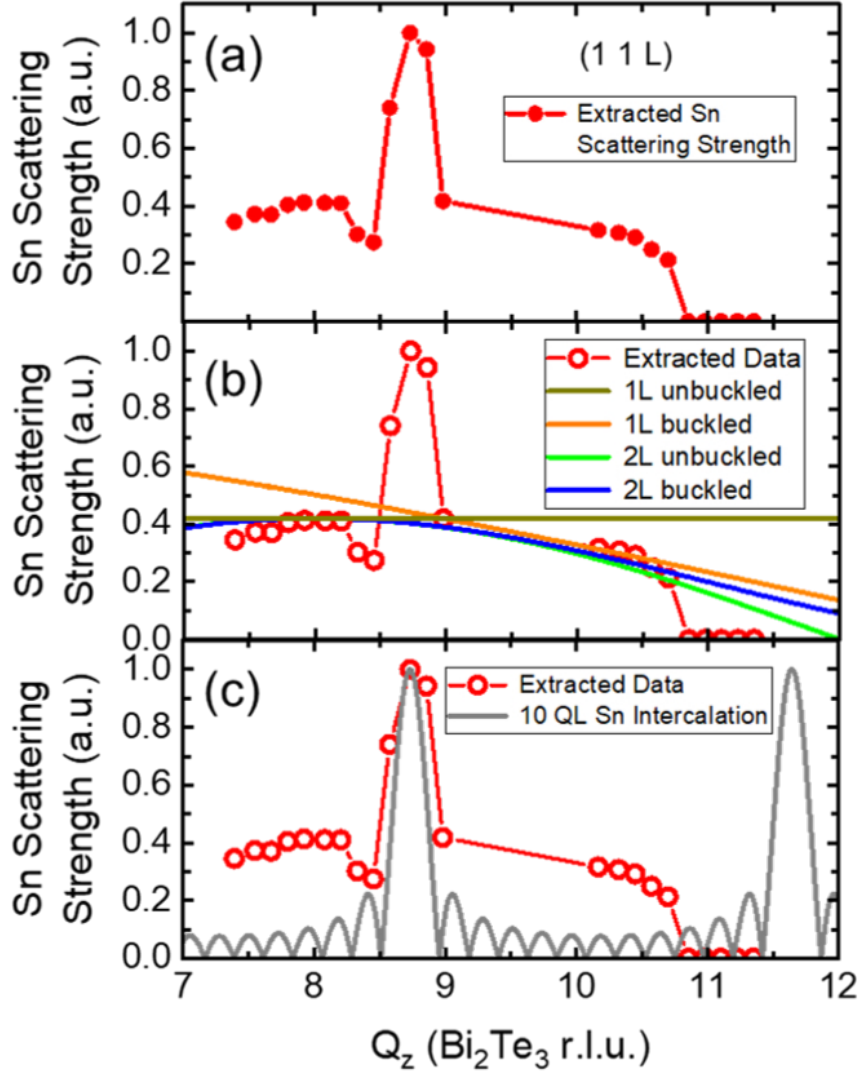 (a)
(1 1 L)
Extracted Sn
Scattering Strength
Sn Scattering
Strength (a.u.)
1.0
0.8
0.6
0.4
0.2
(b)
Extracted Data
1L unbuckled
1L buckled
2L unbuckled
2L buckled
Sn Scattering
Strength (a.u.)
1.0
0.8
0.6
0.4
0.2
0.0
(c)
Extracted Data
10 QL Sn Intercalation
Sn Scattering
Strength (a.u.)
1.0
0.8
0.6
0.4
0.2
0.0
7 8 9 10 11 12
Q_z (Bi₂Te₃ r.l.u.)